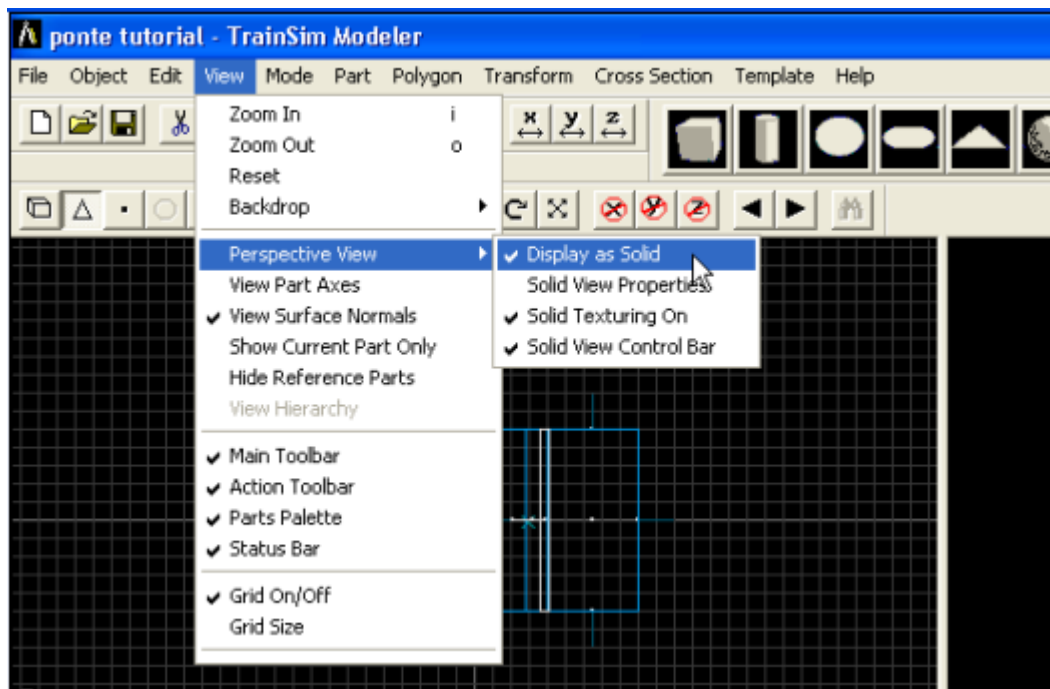 ponte tutorial - TrainSim Modeler
File Object Edit View Mode Part Polygon Transform Cross Section Template Help
Zoom In i
Zoom Out o
Reset
Backdrop
Perspective View
View Part Axes
View Surface Normals
Show Current Part Only
Hide Reference Parts
View Hierarchy
Main Toolbar
Action Toolbar
Parts Palette
Status Bar
Grid On/Off
Grid Size
Display as Solid
Solid View Properties
Solid Texturing On
Solid View Control Bar
x y z
x y z